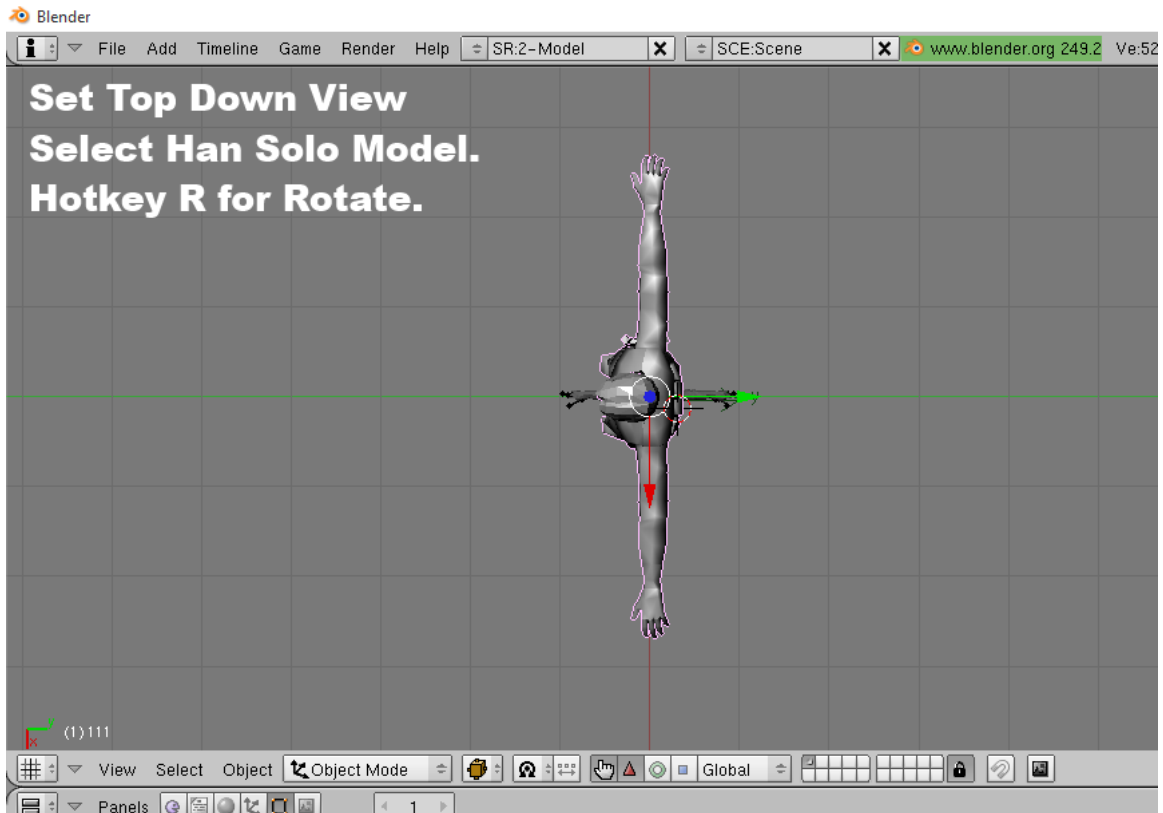 Blender
File Add Timeline Game Render Help SR:2-Model SCE:Scene www.blender.org 249.2 Ve:52
Set Top Down View
Select Han Solo Model.
Hotkey R for Rotate.
x
(1)111
View Select Object Object Mode Global
Panels 1